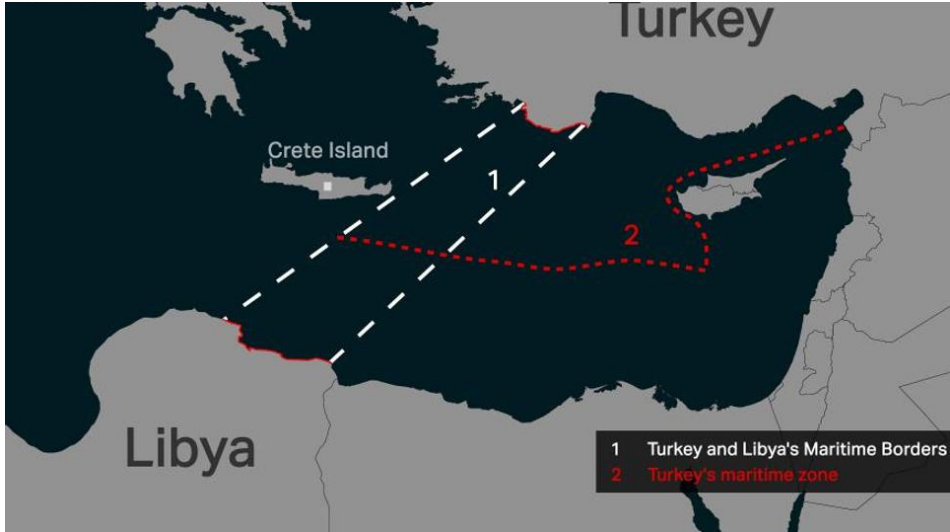 Turkey
Crete Island
1
2
Libya
1 Turkey and Libya's Maritime Borders
2 Turkey's maritime zone